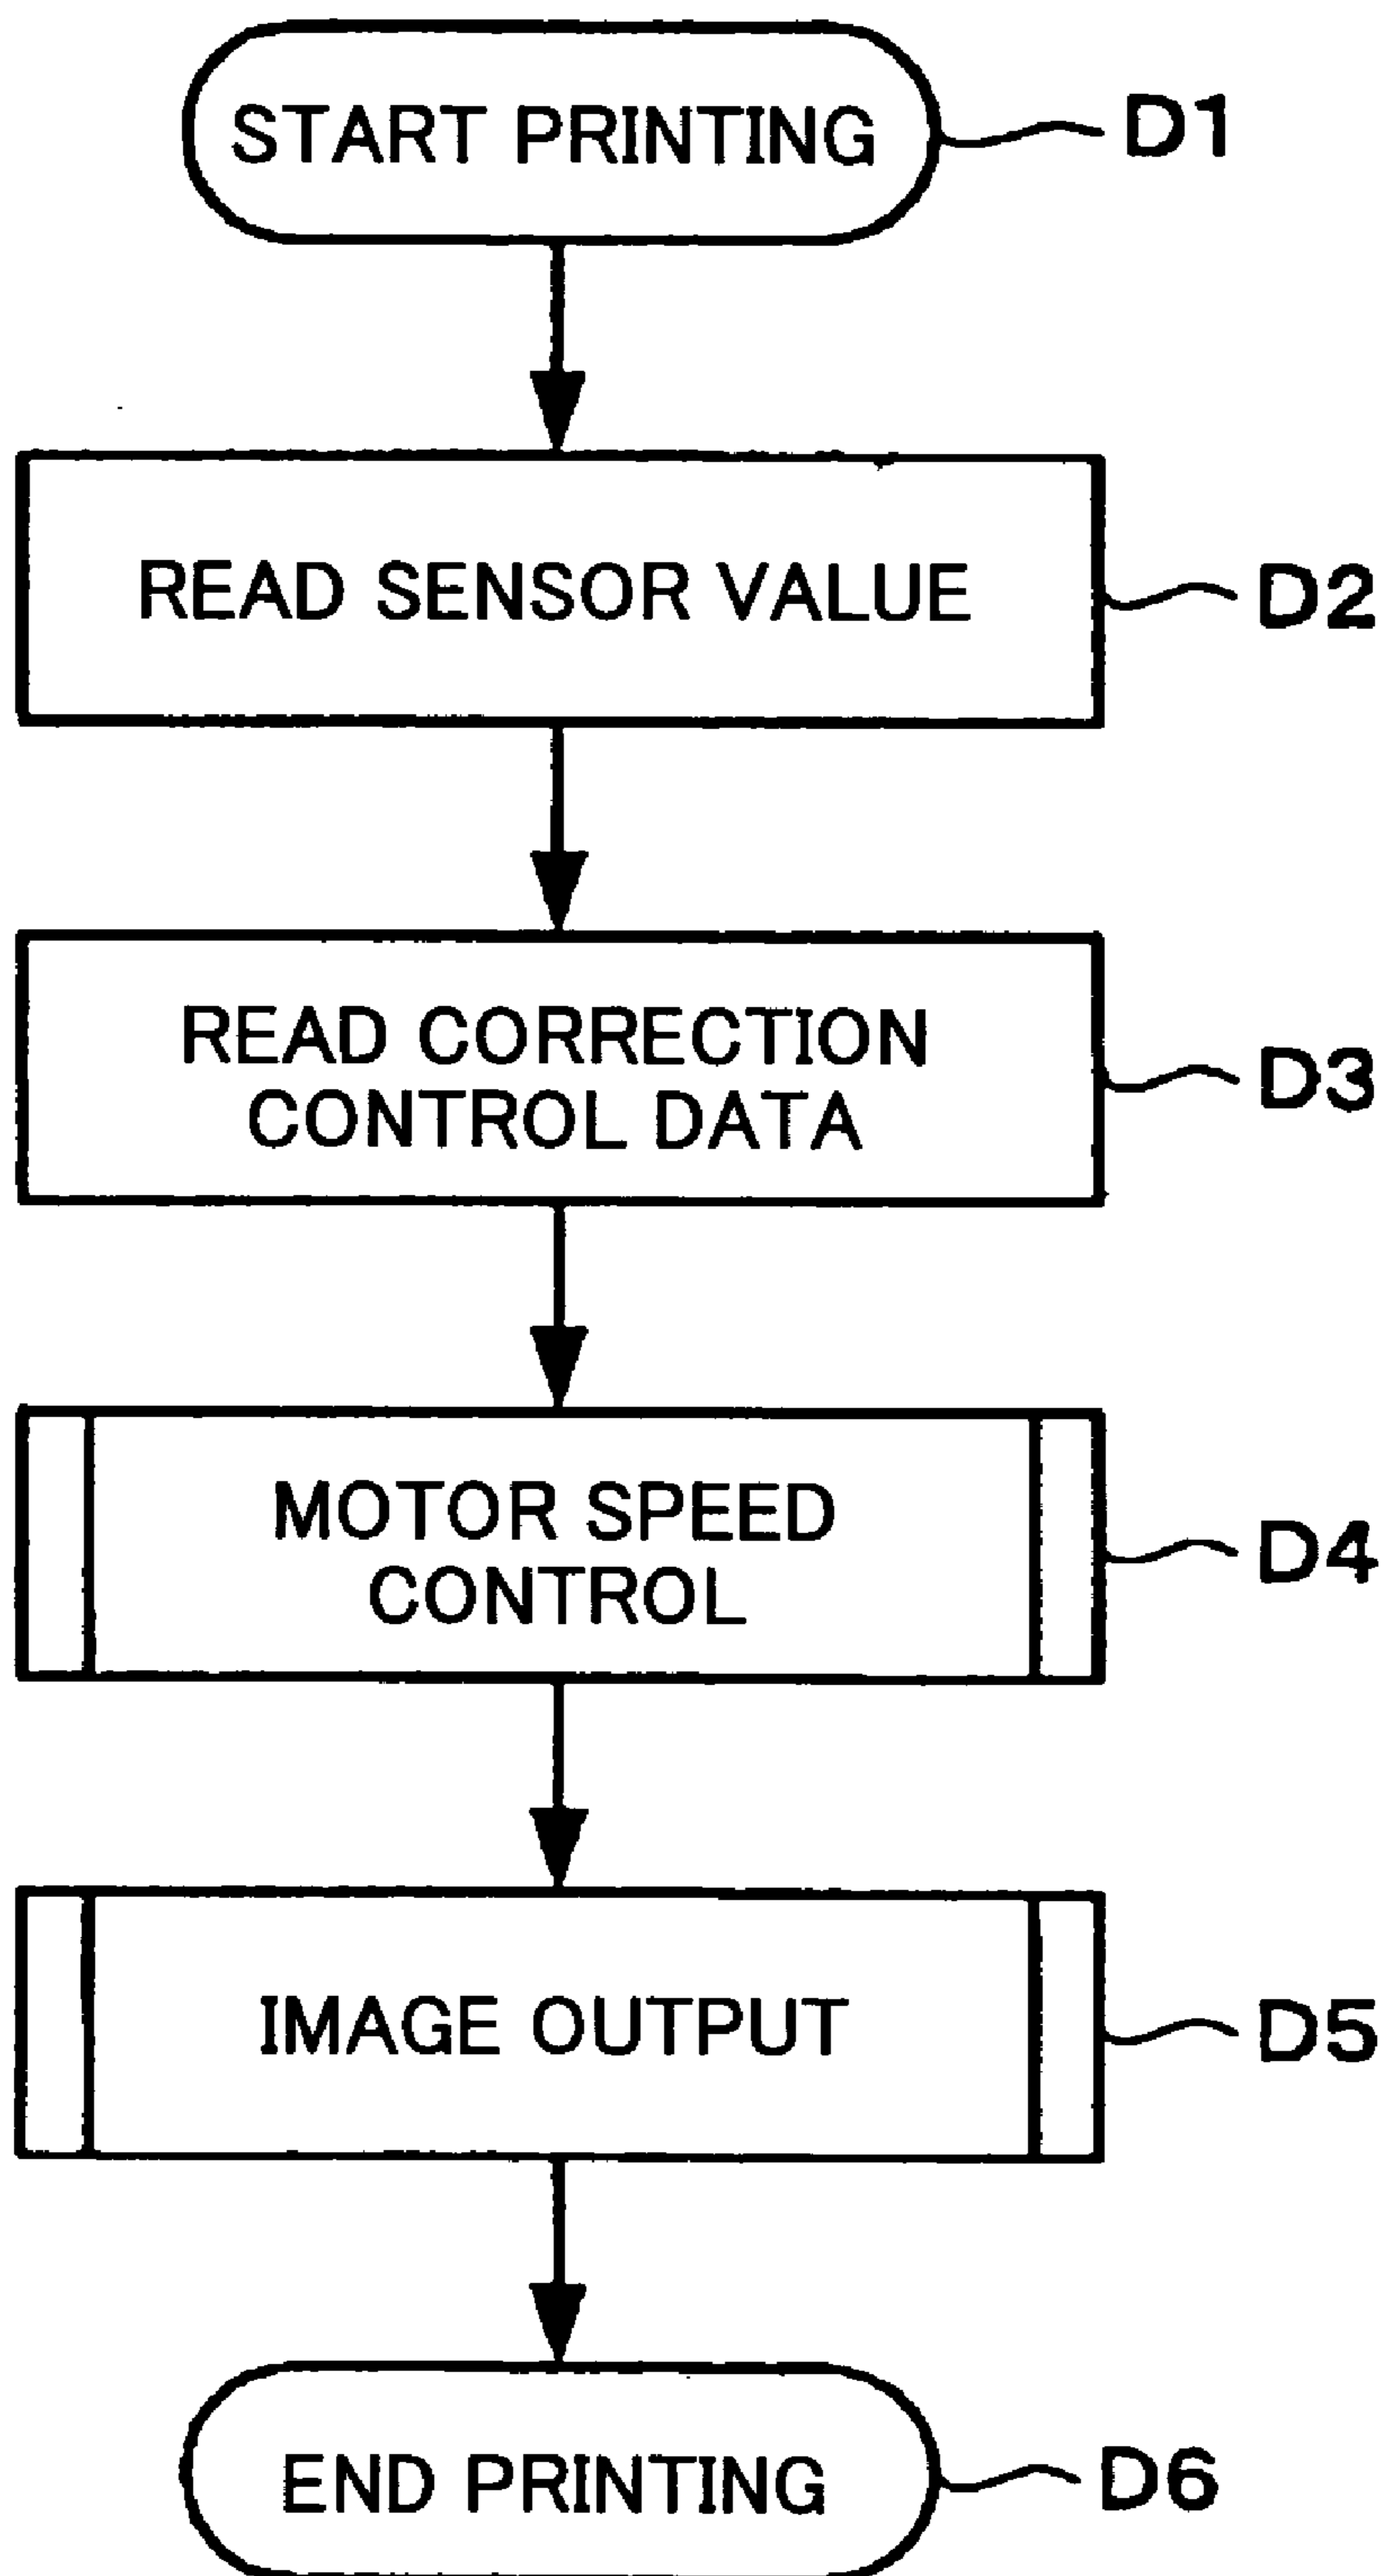 START PRINTING
D1
READ SENSOR VALUE
D2
READ CORRECTION
CONTROL DATA
D3
MOTOR SPEED
CONTROL
D4
IMAGE OUTPUT
D5
END PRINTING
D6